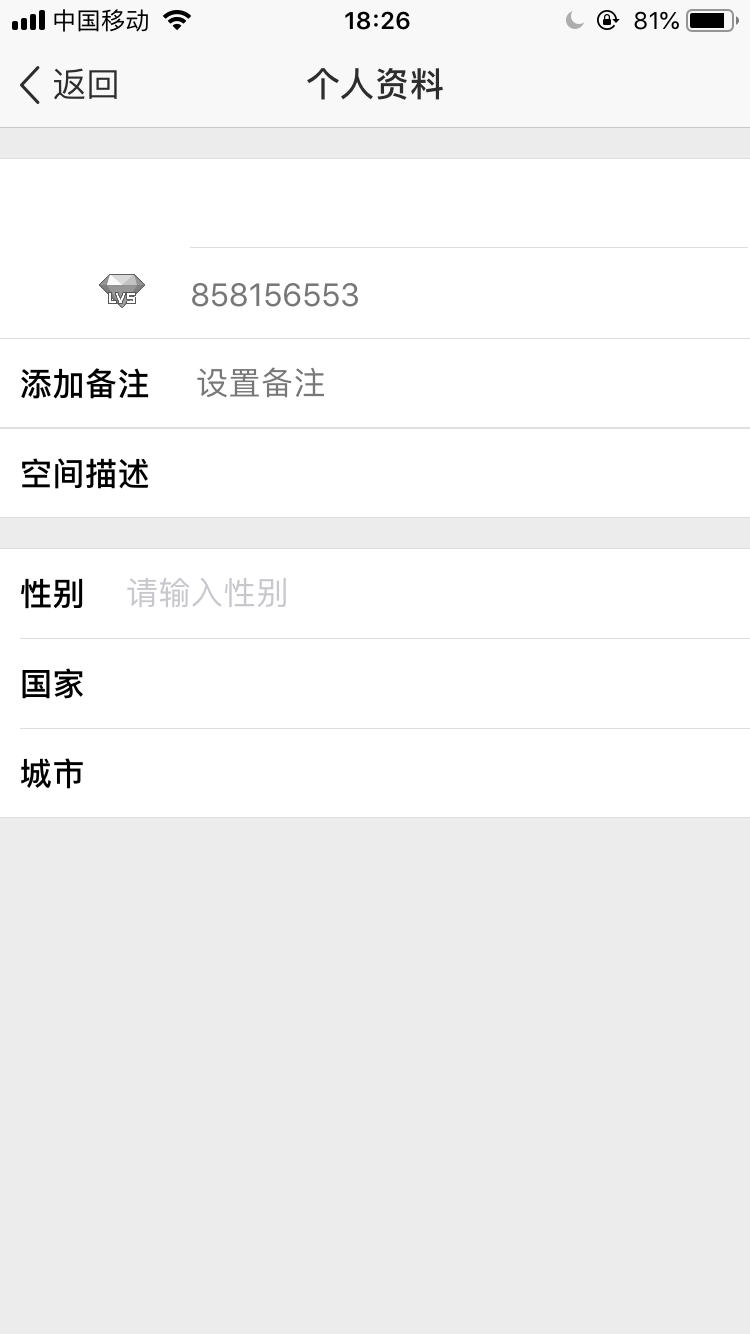 中国移动 18:26 81%
返回 个人资料
LV5 858156553
添加备注 设置备注
空间描述
性别 请输入性别
国家
城市